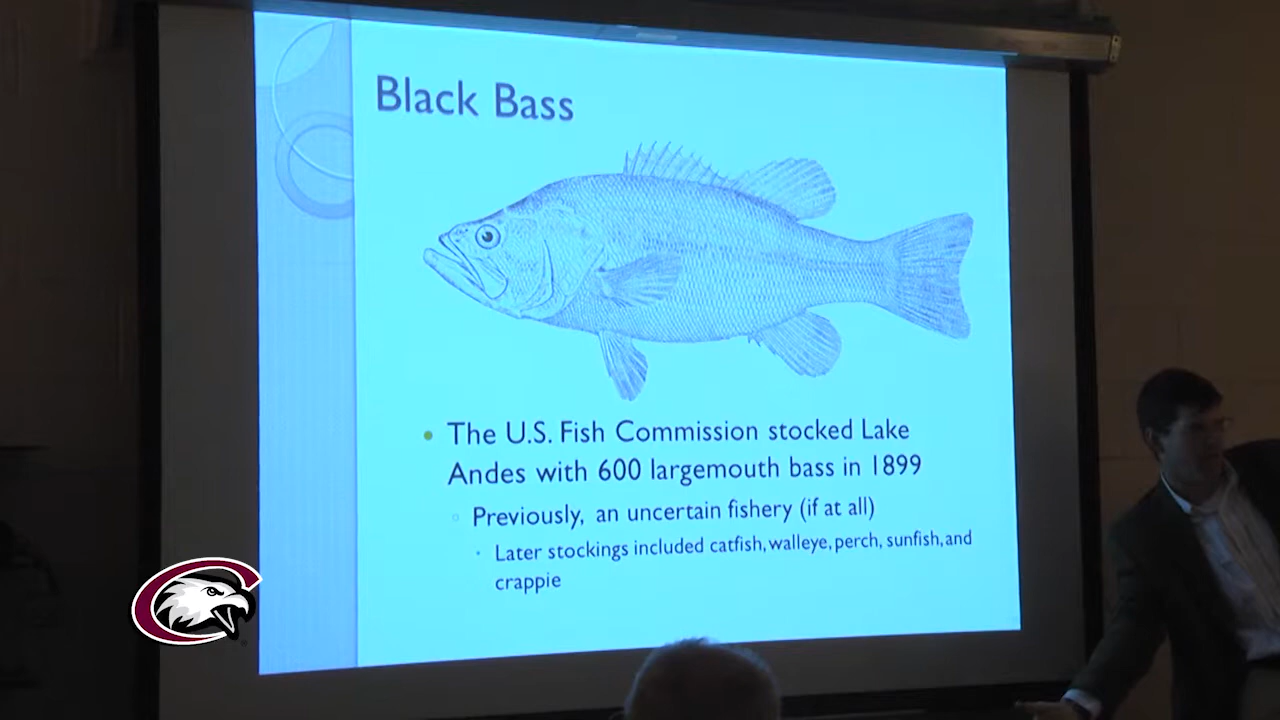 Black Bass
The U.S. Fish Commission stocked Lake
Andes with 600 largemouth bass in 1899
Previously, an uncertain fishery (if at all)
Later stockings included catfish, walleye, perch, sunfish, and
crappie